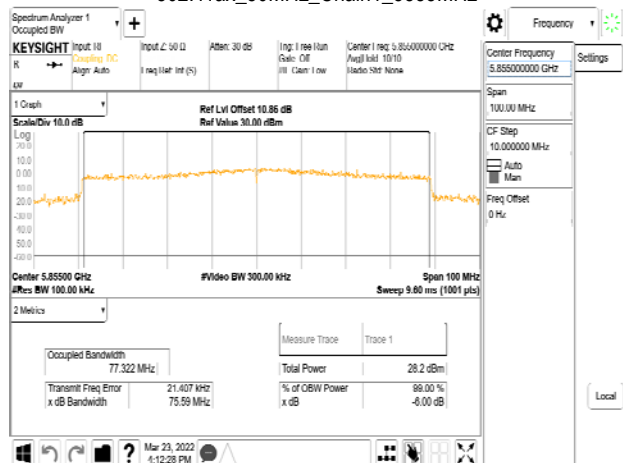 Spectrum Analyzer 1
Occupied BW
KEYSIGHT
Input: RF
Coupling: DC
Align: Auto
Input Z: 50 Ω
Freq Ref: Int (S)
Atten: 30 dB
Trig: Free Run
Gate: Off
IF Gain: Low
Center Freq: 5.855000000 GHz
Avg|Hold: 10/10
Radio Std: None
R
1 Graph
Scale/Div 10.0 dB
Ref Lvl Offset 10.86 dB
Ref Value 30.00 dBm
Log
20.0
10.0
0.00
10.0
20.0
-30.0
40.0
50.0
-60.0
Center 5.85500 GHz
#Res BW 100.00 kHz
#Video BW 300.00 kHz
Span 100 MHz
Sweep 9.60 ms (1001 pts)
2 Metrics
Measure Trace
Trace 1
Occupied Bandwidth
77.322 MHz
Total Power
28.2 dBm
Transmit Freq Error
21.407 kHz
% of OBW Power
99.00 %
x dB Bandwidth
75.59 MHz
x dB
-6.00 dB
Mar 23, 2022
4:12:28 PM
Frequency
Center Frequency
5.855000000 GHz
Settings
Span
100.00 MHz
CF Step
10.000000 MHz
Auto
Man
Freq Offset
0 Hz
Local